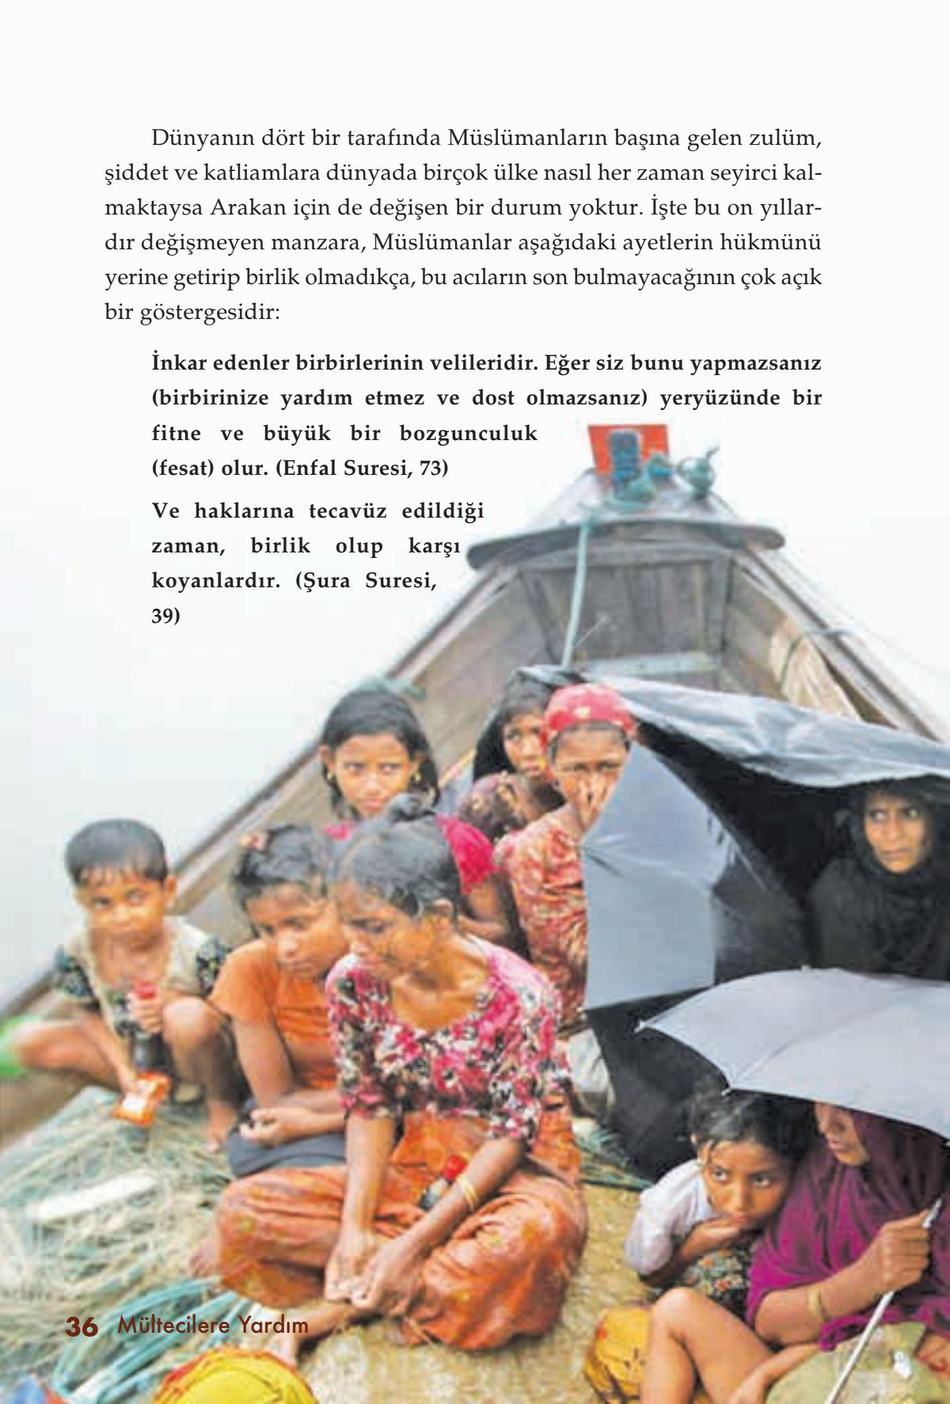 Dünyanın dört bir tarafında Müslümanların başına gelen zulüm,
şiddet ve katliamlara dünyada birçok ülke nasıl her zaman seyirci kal-
maktaysa Arakan için de değişen bir durum yoktur. İşte bu on yıllar-
dır değişmeyen manzara, Müslümanlar aşağıdaki ayetlerin hükmünü
yerine getirip birlik olmadıkça, bu acıların son bulmayacağının çok açık
bir göstergesidir:
İnkar edenler birbirlerinin velileridir. Eğer siz bunu yapmazsanız
(birbirinize yardım etmez ve dost olmazsanız) yeryüzünde bir
fitne ve büyük bir bozgunculuk
(fesat) olur. (Enfal Suresi, 73)
Ve haklarına tecavüz edildiği
zaman, birlik olup karşı
koyanlardır. (Şura Suresi,
39)
36 Mültecilere Yardım